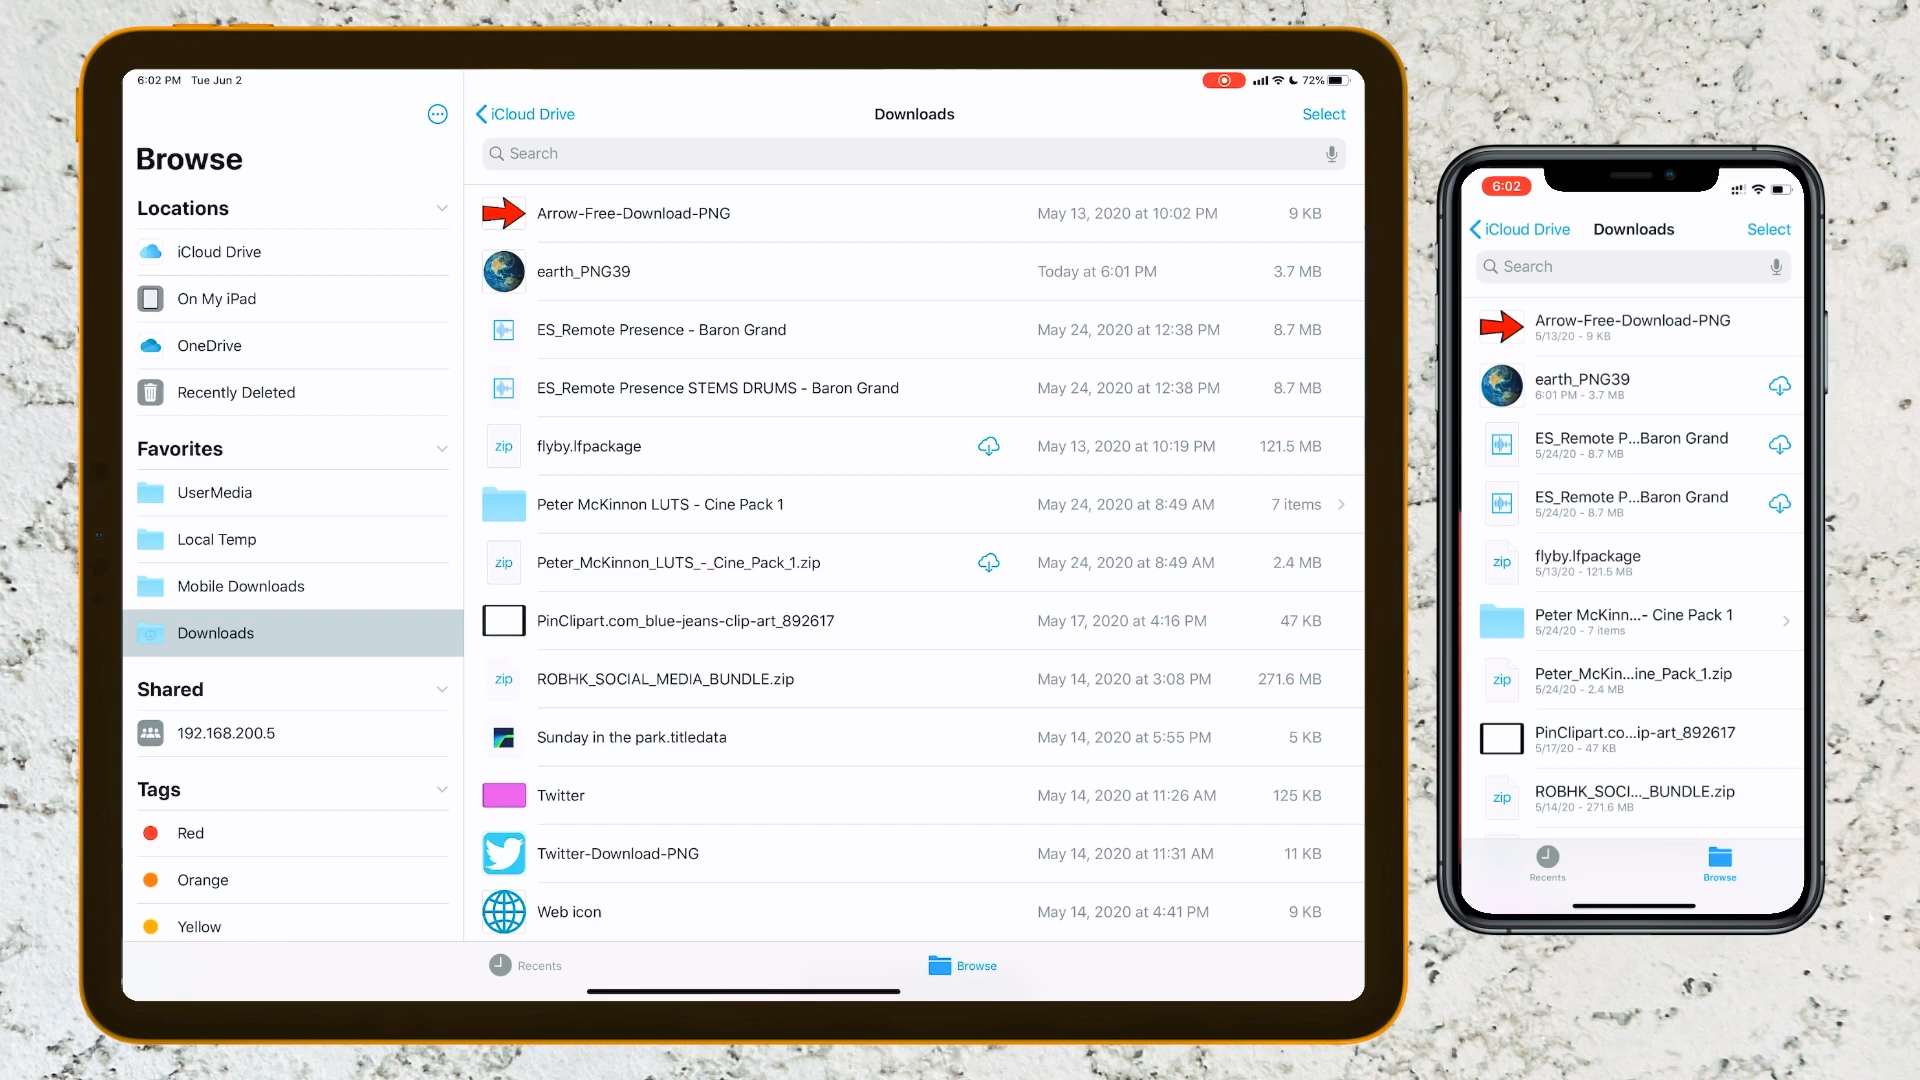 6:02 PM Tue Jun 2
72%
Browse
Locations
iCloud Drive
On My iPad
OneDrive
Recently Deleted
Favorites
UserMedia
Local Temp
Mobile Downloads
Downloads
Shared
192.168.200.5
Tags
Red
Orange
Yellow
iCloud Drive Downloads Select
Search
Arrow-Free-Download-PNG May 13, 2020 at 10:02 PM 9 KB
earth_PNG39 Today at 6:01 PM 3.7 MB
ES_Remote Presence - Baron Grand May 24, 2020 at 12:38 PM 8.7 MB
ES_Remote Presence STEMS DRUMS - Baron Grand May 24, 2020 at 12:38 PM 8.7 MB
zip flyby.lfpackage May 13, 2020 at 10:19 PM 121.5 MB
Peter McKinnon LUTS - Cine Pack 1 May 24, 2020 at 8:49 AM 7 items
zip Peter_McKinnon_LUTS_-_Cine_Pack_1.zip May 24, 2020 at 8:49 AM 2.4 MB
PinClipart.com_blue-jeans-clip-art_892617 May 17, 2020 at 4:16 PM 47 KB
zip ROBHK_SOCIAL_MEDIA_BUNDLE.zip May 14, 2020 at 3:08 PM 271.6 MB
Sunday in the park.titledata May 14, 2020 at 5:55 PM 5 KB
Twitter May 14, 2020 at 11:26 AM 125 KB
Twitter-Download-PNG May 14, 2020 at 11:31 AM 11 KB
Web icon May 14, 2020 at 4:41 PM 9 KB
Recents Browse
6:02
iCloud Drive Downloads Select
Search
Arrow-Free-Download-PNG
5/13/20 - 9 KB
earth_PNG39
6:01 PM - 3.7 MB
ES_Remote P...Baron Grand
5/24/20 - 8.7 MB
ES_Remote P...Baron Grand
5/24/20 - 8.7 MB
zip flyby.lfpackage
5/13/20 - 121.5 MB
Peter McKinn...- Cine Pack 1
5/24/20 - 7 items
zip Peter_McKin...ine_Pack_1.zip
5/24/20 - 2.4 MB
PinClipart.co...ip-art_892617
5/17/20 - 47 KB
zip ROBHK_SOCI..._BUNDLE.zip
5/14/20 - 271.6 MB
Recents Browse